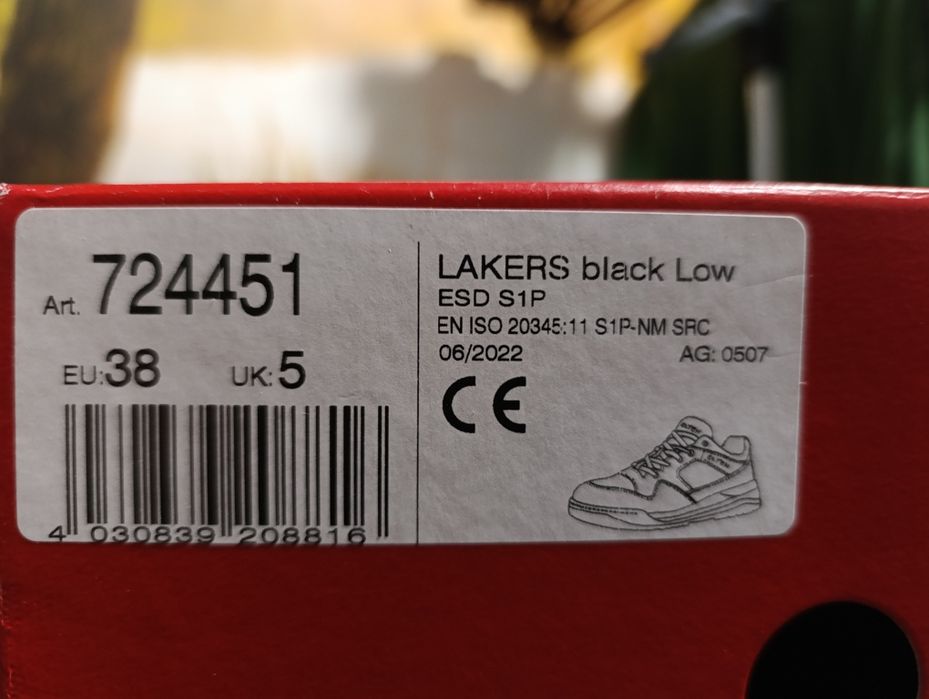 Art. 724451
EU:38 UK:5
4 030839 208816
LAKERS black Low
ESD S1P
EN ISO 20345:11 S1P-NM SRC
06/2022 AG: 0507
CE